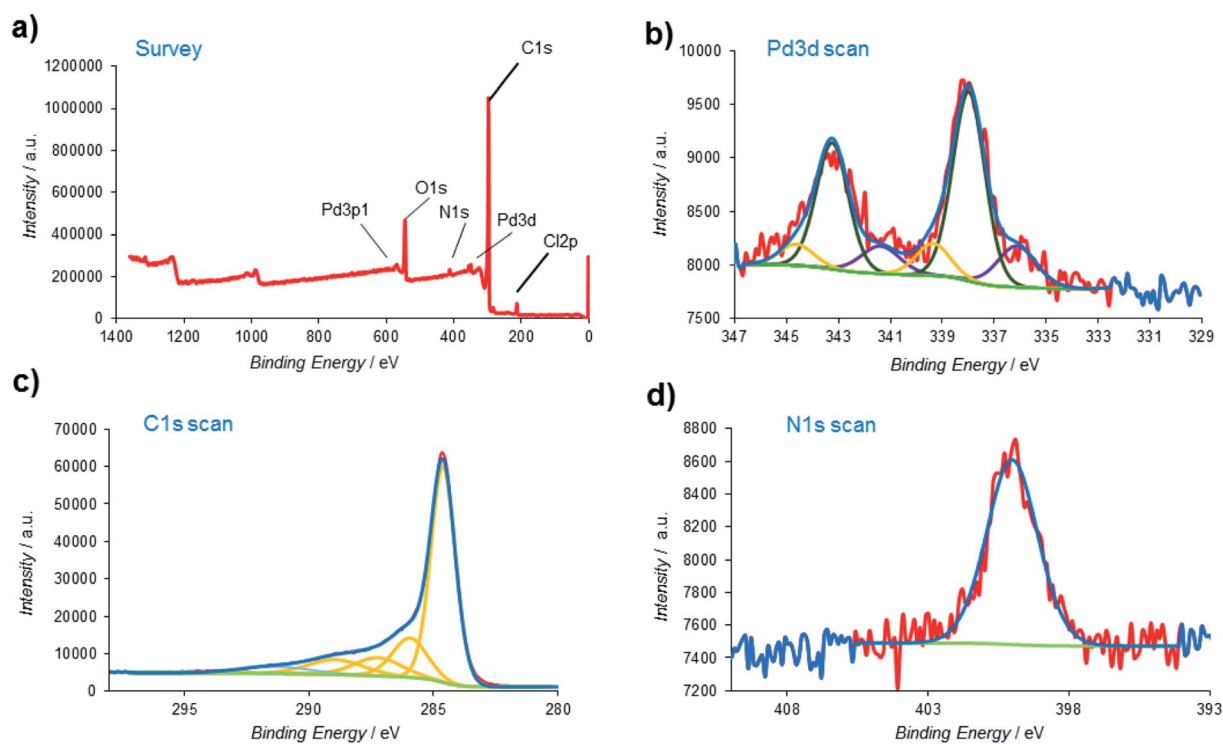 a)
Survey
C1s
O1s
Pd3p1
N1s
Pd3d
Cl2p
Intensity / a.u.
1200000
1000000
800000
600000
400000
200000
0
1400 1200 1000 800 600 400 200 0
Binding Energy / eV
b)
Pd3d scan
Intensity / a.u.
10000
9500
9000
8500
8000
7500
347 345 343 341 339 337 335 333 331 329
Binding Energy / eV
c)
C1s scan
Intensity / a.u.
70000
60000
50000
40000
30000
20000
10000
0
295 290 285 280
Binding Energy / eV
d)
N1s scan
Intensity / a.u.
8800
8600
8400
8200
8000
7800
7600
7400
7200
408 403 398 393
Binding Energy / eV